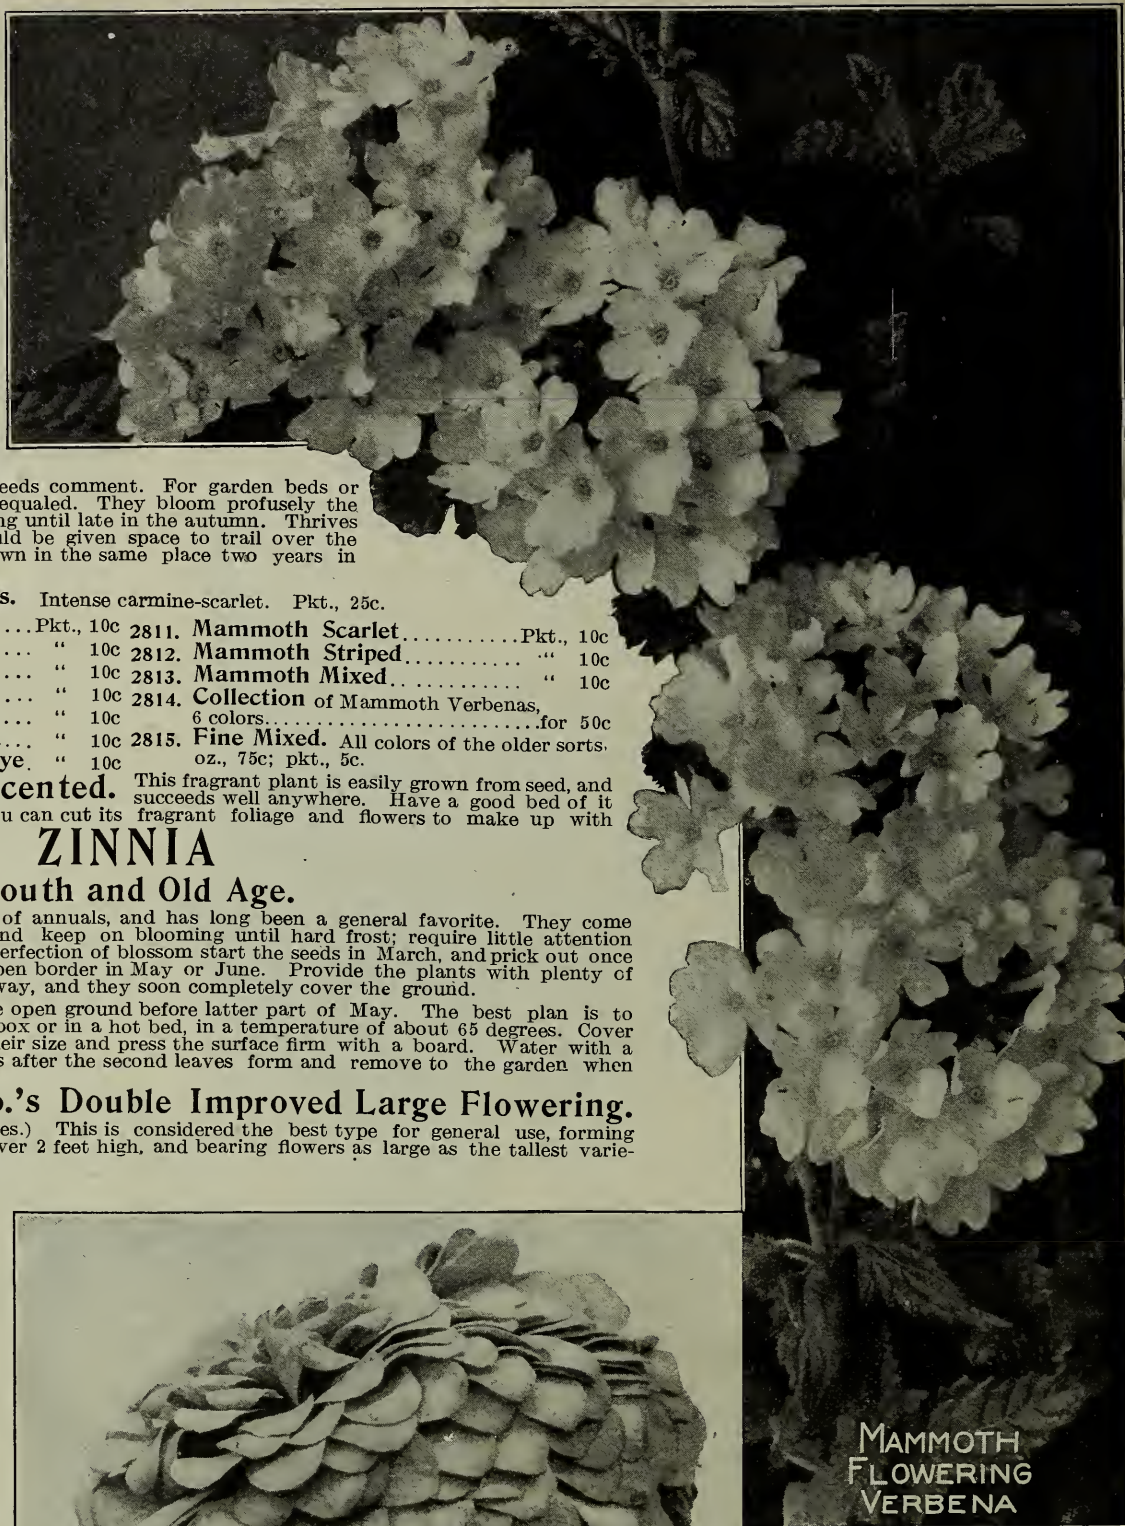 eeds comment. For garden beds or
equaled. They bloom profusely the
ng until late in the autumn. Thrives
ld be given space to trail over the
wn in the same place two years in
s. Intense carmine-scarlet. Pkt., 25c.
...Pkt., 10c 2811. Mammoth Scarlet...........Pkt., 10c
... " 10c 2812. Mammoth Striped........... " 10c
... " 10c 2813. Mammoth Mixed............ " 10c
... " 10c 2814. Collection of Mammoth Verbenas,
... " 10c 6 colors............................for 50c
... " 10c 2815. Fine Mixed. All colors of the older sorts.
ye. " 10c oz., 75c; pkt., 5c.
cented. This fragrant plant is easily grown from seed, and
succeeds well anywhere. Have a good bed of it
u can cut its fragrant foliage and flowers to make up with
ZINNIA
outh and Old Age.
of annuals, and has long been a general favorite. They come
nd keep on blooming until hard frost; require little attention
erfection of blossom start the seeds in March, and prick out once
pen border in May or June. Provide the plants with plenty of
way, and they soon completely cover the ground.
e open ground before latter part of May. The best plan is to
box or in a hot bed, in a temperature of about 65 degrees. Cover
eir size and press the surface firm with a board. Water with a
s after the second leaves form and remove to the garden when
o.'s Double Improved Large Flowering.
es.) This is considered the best type for general use, forming
ver 2 feet high, and bearing flowers as large as the tallest varie-
MAMMOTH
FLOWERING
VERBENA